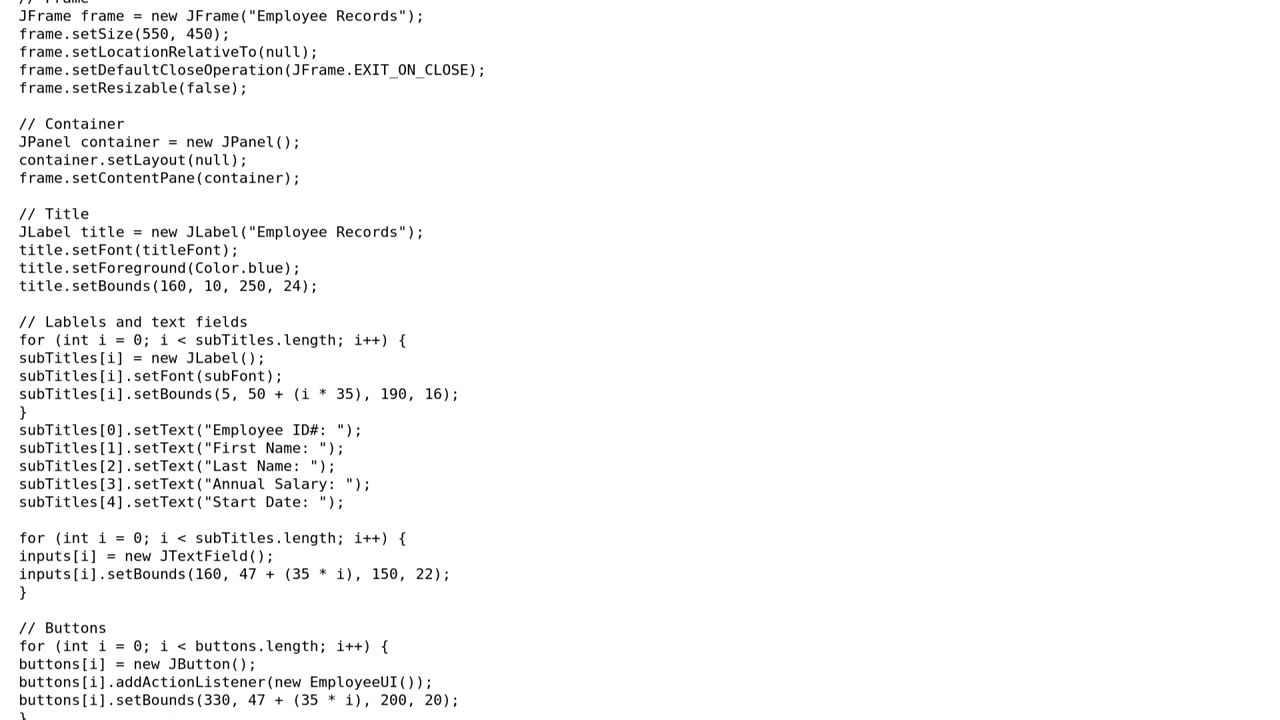 // Frame
JFrame frame = new JFrame("Employee Records");
frame.setSize(550, 450);
frame.setLocationRelativeTo(null);
frame.setDefaultCloseOperation(JFrame.EXIT_ON_CLOSE);
frame.setResizable(false);

// Container
JPanel container = new JPanel();
container.setLayout(null);
frame.setContentPane(container);

// Title
JLabel title = new JLabel("Employee Records");
title.setFont(titleFont);
title.setForeground(Color.blue);
title.setBounds(160, 10, 250, 24);

// Lablels and text fields
for (int i = 0; i < subTitles.length; i++) {
subTitles[i] = new JLabel();
subTitles[i].setFont(subFont);
subTitles[i].setBounds(5, 50 + (i * 35), 190, 16);
}
subTitles[0].setText("Employee ID#: ");
subTitles[1].setText("First Name: ");
subTitles[2].setText("Last Name: ");
subTitles[3].setText("Annual Salary: ");
subTitles[4].setText("Start Date: ");

for (int i = 0; i < subTitles.length; i++) {
inputs[i] = new JTextField();
inputs[i].setBounds(160, 47 + (35 * i), 150, 22);
}

// Buttons
for (int i = 0; i < buttons.length; i++) {
buttons[i] = new JButton();
buttons[i].addActionListener(new EmployeeUI());
buttons[i].setBounds(330, 47 + (35 * i), 200, 20);
}